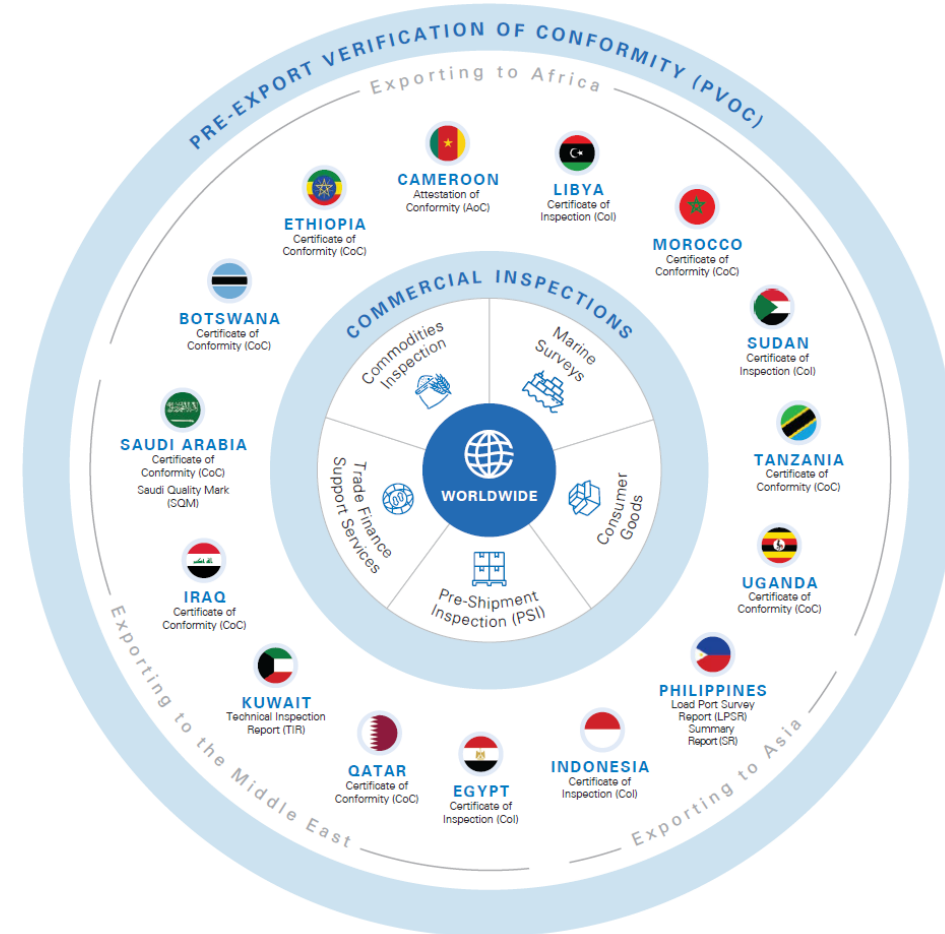 PRE-EXPORT VERIFICATION OF CONFORMITY (PVOC)
Exporting to Africa
CAMEROON
Attestation of
Conformity (AoC)
LIBYA
Certificate of
Inspection (CoI)
ETHIOPIA
Certificate of
Conformity (CoC)
MOROCCO
Certificate of
Conformity (CoC)
BOTSWANA
Certificate of
Conformity (CoC)
SUDAN
Certificate of
Inspection (CoI)
TANZANIA
Certificate of
Conformity (CoC)
UGANDA
Certificate of
Conformity (CoC)
COMMERCIAL INSPECTIONS
Commodities
Inspection
Marine
Surveys
Trade Finance
Support Services
WORLDWIDE
Consumer
Goods
Pre-Shipment
Inspection (PSI)
SAUDI ARABIA
Certificate of
Conformity (CoC)
Saudi Quality Mark
(SQM)
IRAQ
Certificate of
Conformity (CoC)
KUWAIT
Technical Inspection
Report (TIR)
QATAR
Certificate of
Conformity (CoC)
EGYPT
Certificate of
Inspection (CoI)
Exporting to the Middle East
INDONESIA
Certificate of
Inspection (CoI)
PHILIPPINES
Load Port Survey
Report (LPSR)
Summary
Report(SR)
Exporting to Asia